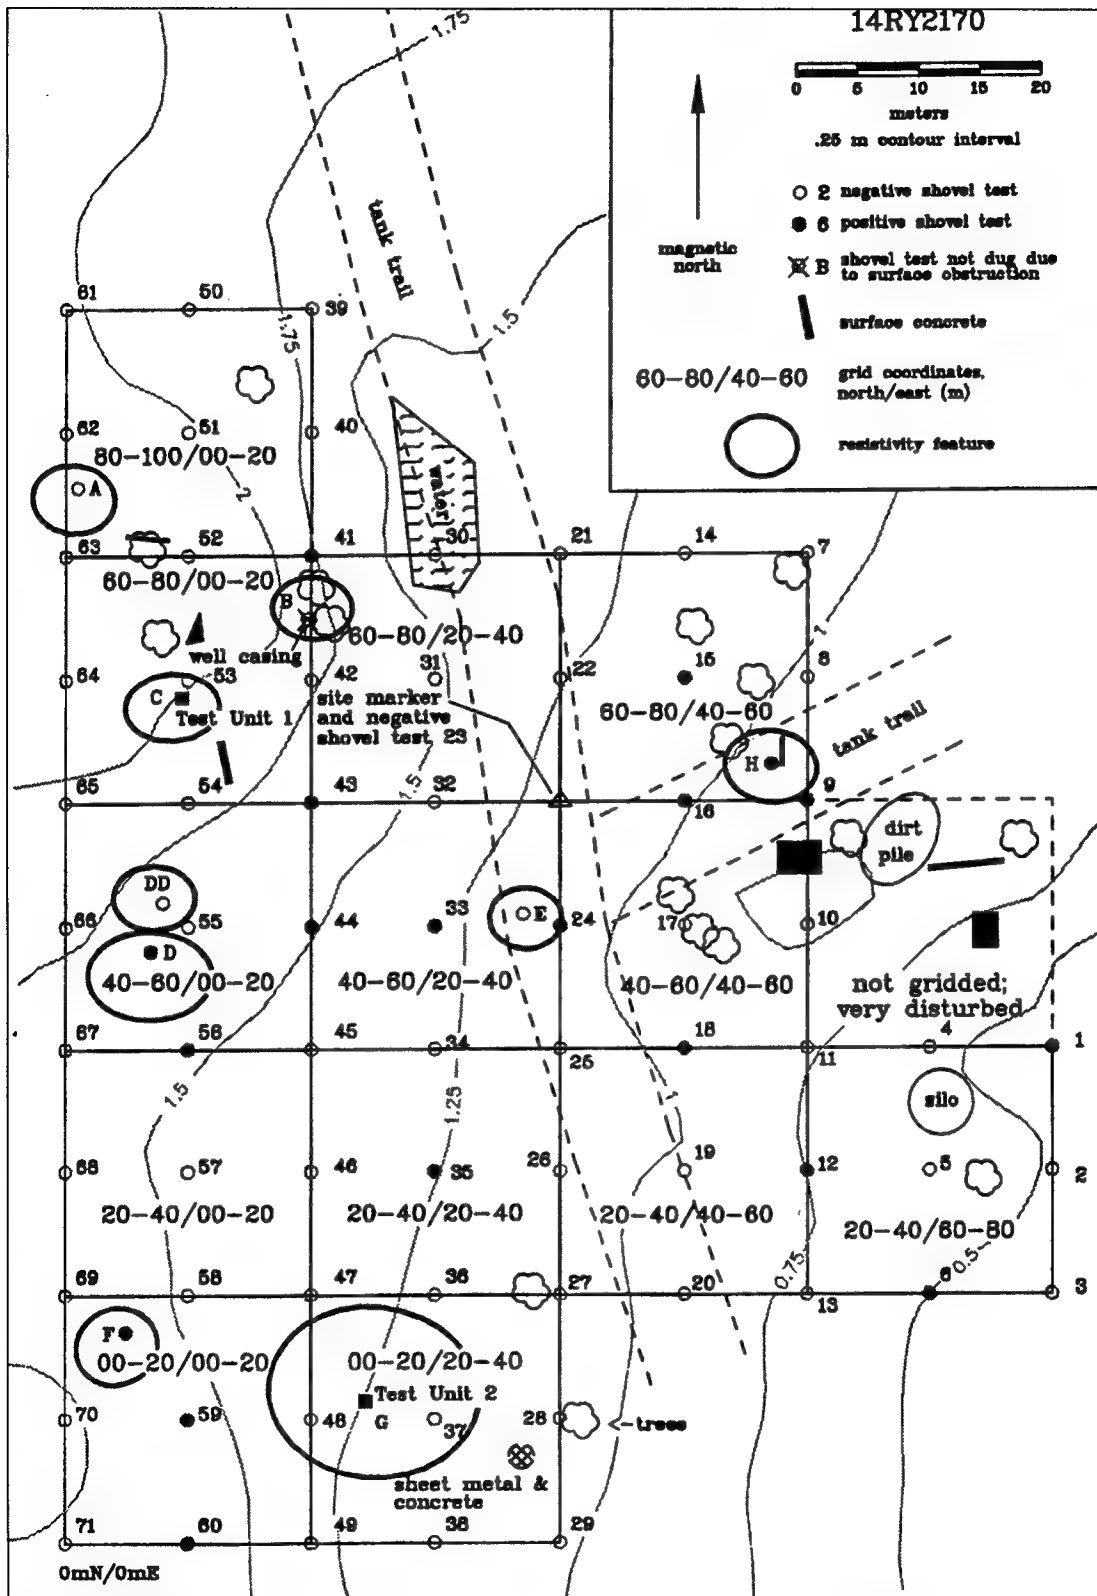 14RY2170
0 5 10 15 20
meters
.25 m contour interval
2 negative shovel test
6 positive shovel test
B shovel test not dug due
to surface obstruction
surface concrete
60-80/40-60 grid coordinates,
north/east (m)
resistivity feature
magnetic
north
1.75
tank trail
61 50 39
1.75
1.5
62 51 40
80-100/00-20
water
A
2
63 52 41 30 21 14 7
60-80/00-20
B
60-80/20-40
1
well casing
64 53 42 31 22 15 8
C
Test Unit 1
site marker
and negative
shovel test 23
60-80/40-60
tank trail
H
1.5
65 54 43 32 16 9
dirt
pile
DD
66 55 44 33 E 24 17 10
D
40-60/00-20 40-60/20-40 40-60/40-60
not gridded;
very disturbed
67 56 45 34 25 18 11 4 1
1.5
1.25
1
silo
68 57 46 35 26 19 12 5 2
20-40/00-20 20-40/20-40 20-40/40-60 20-40/60-80
0.75
0.5
69 58 47 36 27 20 13 6 3
F
00-20/00-20 00-20/20-40
Test Unit 2
G
70 59 48 37 28
<-trees
sheet metal &
concrete
71 60 49 38 29
0mN/0mE